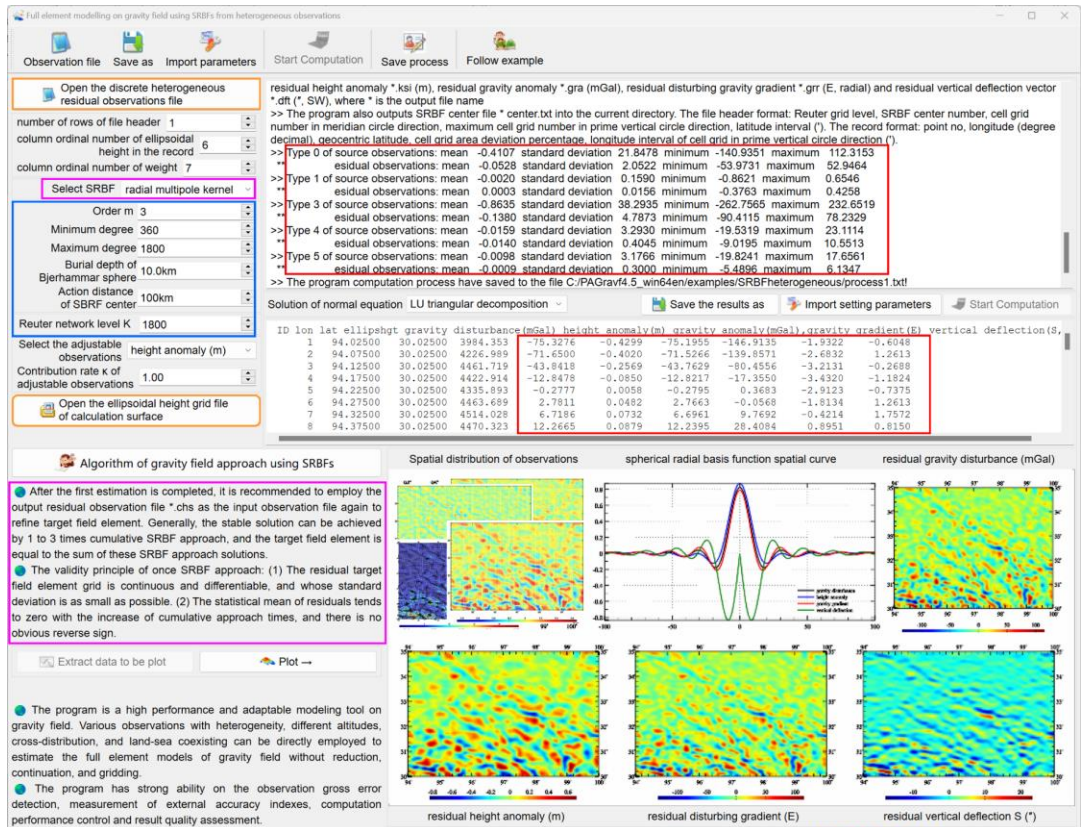 Full element modelling on gravity field using SRBFs from heterogeneous observations
Observation file Save as Import parameters Start Computation Save process Follow example
Open the discrete heterogeneous
residual observations file
number of rows of file header 1
column ordinal number of ellipsoidal
height in the record 6
column ordinal number of weight 7
Select SRBF radial multipole kernel
Order m 3
Minimum degree 360
Maximum degree 1800
Burial depth of
Bjerhammar sphere 10.0km
Action distance
of SBRF center 100km
Reuter network level K 1800
Select the adjustable
observations height anomaly (m)
Contribution rate κ of
adjustable observations 1.00
Open the ellipsoidal height grid file
of calculation surface
residual height anomaly *.ksi (m), residual gravity anomaly *.gra (mGal), residual disturbing gravity gradient *.grr (E, radial) and residual vertical deflection vector
*.dft (", SW), where * is the output file name
>> The program also outputs SRBF center file * center.txt into the current directory. The file header format: Reuter grid level, SRBF center number, cell grid
number in meridian circle direction, maximum cell grid number in prime vertical circle direction, latitude interval ('). The record format: point no, longitude (degree
decimal), geocentric latitude, cell grid area deviation percentage, longitude interval of cell grid in prime vertical circle direction (').
>> Type 0 of source observations: mean -0.4107 standard deviation 21.8478 minimum -140.9351 maximum 112.3153
** esidual observations: mean -0.0528 standard deviation 2.0522 minimum -53.9731 maximum 52.9464
>> Type 1 of source observations: mean -0.0020 standard deviation 0.1590 minimum -0.8621 maximum 0.6546
** esidual observations: mean 0.0003 standard deviation 0.0156 minimum -0.3763 maximum 0.4258
>> Type 3 of source observations: mean -0.8635 standard deviation 38.2935 minimum -262.7565 maximum 232.6519
** esidual observations: mean -0.1380 standard deviation 4.7873 minimum -90.4115 maximum 78.2329
>> Type 4 of source observations: mean -0.0159 standard deviation 3.2930 minimum -19.5319 maximum 23.1114
** esidual observations: mean -0.0140 standard deviation 0.4045 minimum -9.0195 maximum 10.5513
>> Type 5 of source observations: mean -0.0098 standard deviation 3.1766 minimum -19.8241 maximum 17.6561
** esidual observations: mean -0.0009 standard deviation 0.3000 minimum -5.4896 maximum 6.1347
>> The program computation process have saved to the file C:/PAGravf4.5_win64en/examples/SRBFheterogeneous/process1.txt!
Solution of normal equation LU triangular decomposition Save the results as Import setting parameters Start Computation
ID lon lat ellipshgt gravity disturbance(mGal) height anomaly(m) gravity anomaly(mGal),gravity gradient(E) vertical deflection(S,
1 94.02500 30.02500 3984.353 -75.3276 -0.4299 -75.1955 -146.9135 -1.9322 -0.6048
2 94.07500 30.02500 4226.989 -71.6500 -0.4020 -71.5266 -139.8571 -2.6832 1.2613
3 94.12500 30.02500 4461.719 -43.8418 -0.2569 -43.7629 -80.4556 -3.2131 -0.2688
4 94.17500 30.02500 4422.914 -12.8478 -0.0850 -12.8217 -17.3550 -3.4320 -1.1824
5 94.22500 30.02500 4335.893 -0.2777 0.0058 -0.2795 0.3683 -2.9123 -0.7375
6 94.27500 30.02500 4463.689 2.7811 0.0482 2.7663 -0.0568 -1.8134 1.2613
7 94.32500 30.02500 4514.028 6.7186 0.0732 6.6961 9.7692 -0.4214 1.7572
8 94.37500 30.02500 4470.323 12.2665 0.0879 12.2395 28.4084 0.8951 0.8150
Algorithm of gravity field approach using SRBFs
After the first estimation is completed, it is recommended to employ the
output residual observation file *.chs as the input observation file again to
refine target field element. Generally, the stable solution can be achieved
by 1 to 3 times cumulative SRBF approach, and the target field element is
equal to the sum of these SRBF approach solutions.
The validity principle of once SRBF approach: (1) The residual target
field element grid is continuous and differentiable, and whose standard
deviation is as small as possible. (2) The statistical mean of residuals tends
to zero with the increase of cumulative approach times, and there is no
obvious reverse sign.
Extract data to be plot Plot →
The program is a high performance and adaptable modeling tool on
gravity field. Various observations with heterogeneity, different altitudes,
cross-distribution, and land-sea coexisting can be directly employed to
estimate the full element models of gravity field without reduction,
continuation, and gridding.
The program has strong ability on the observation gross error
detection, measurement of external accuracy indexes, computation
performance control and result quality assessment.
Spatial distribution of observations spherical radial basis function spatial curve residual gravity disturbance (mGal)
gravity disturbance
height anomaly
gravity gradient
vertical deflection
residual height anomaly (m) residual disturbing gradient (E) residual vertical deflection S (")